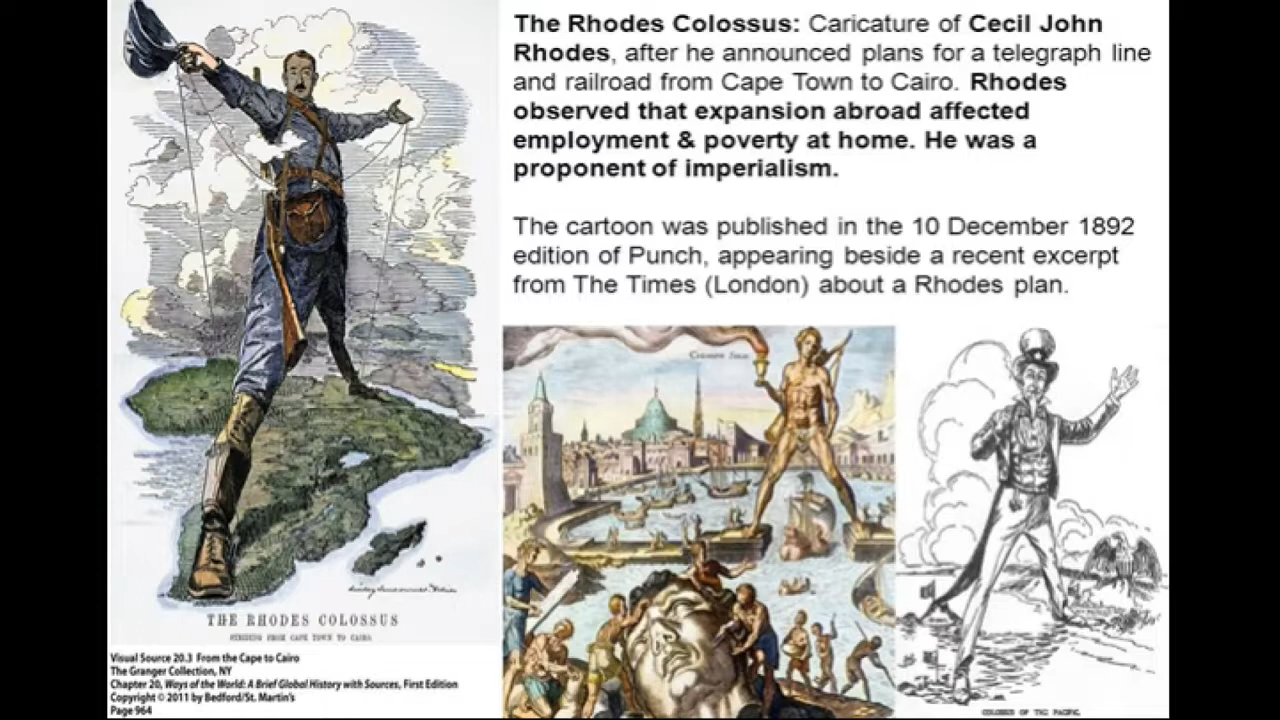 The Rhodes Colossus: Caricature of Cecil John
Rhodes, after he announced plans for a telegraph line
and railroad from Cape Town to Cairo. Rhodes
observed that expansion abroad affected
employment & poverty at home. He was a
proponent of imperialism.
The cartoon was published in the 10 December 1892
edition of Punch, appearing beside a recent excerpt
from The Times (London) about a Rhodes plan.
THE RHODES COLOSSUS
STRIDING FROM CAPE TOWN TO CAIRO
Visual Source 20.3 From the Cape to Cairo
The Granger Collection, NY
Chapter 20, Ways of the World: A Brief Global History with Sources, First Edition
Copyright © 2011 by Bedford/St. Martin's
Page 964
COLOSSUS OF THE PACIFIC.